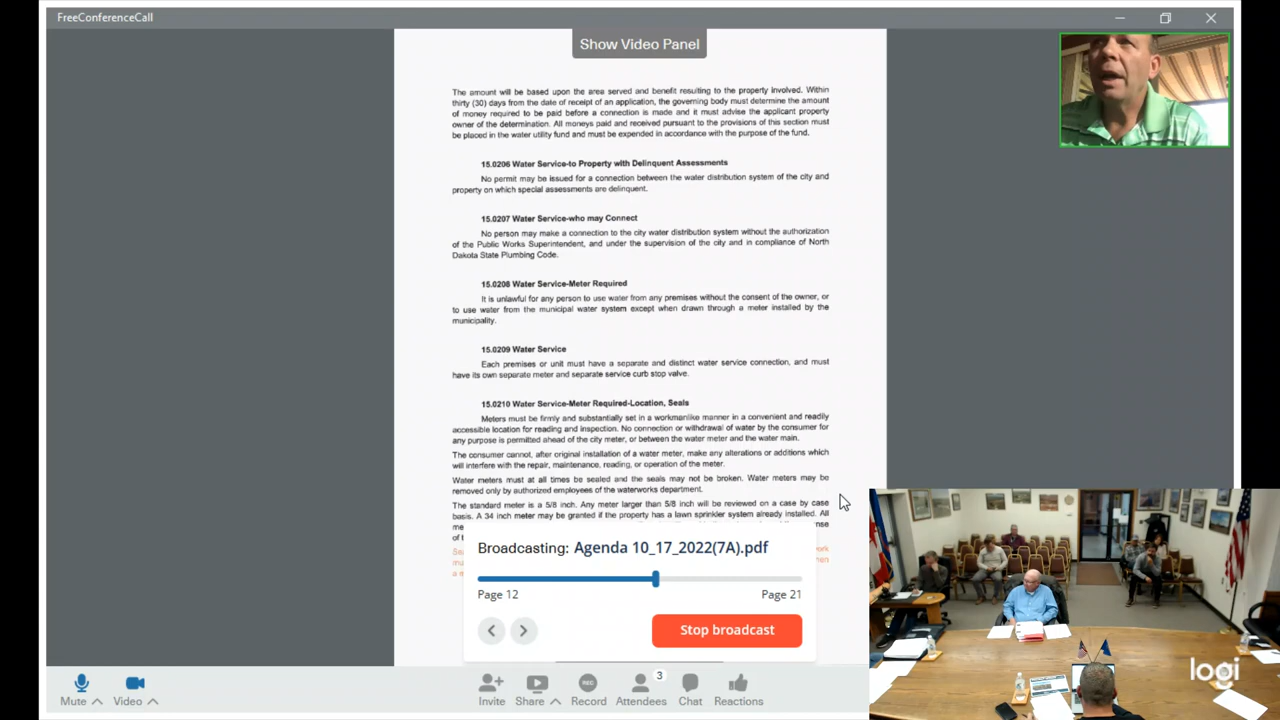 FreeConferenceCall
Show Video Panel
The amount will be based upon the area served and benefit resulting to the property involved. Within
thirty (30) days from the date of receipt of an application, the governing body must determine the amount
of money required to be paid before a connection is made and it must advise the applicant property
owner of the determination. All moneys paid and received pursuant to the provisions of this section must
be placed in the water utility fund and must be expended in accordance with the purpose of the fund.
15.0206 Water Service-to Property with Delinquent Assessments
No permit may be issued for a connection between the water distribution system of the city and
property on which special assessments are delinquent.
15.0207 Water Service-who may Connect
No person may make a connection to the city water distribution system without the authorization
of the Public Works Superintendent, and under the supervision of the city and in compliance of North
Dakota State Plumbing Code.
15.0208 Water Service-Meter Required
It is unlawful for any person to use water from any premises without the consent of the owner, or
to use water from the municipal water system except when drawn through a meter installed by the
municipality.
15.0209 Water Service
Each premises or unit must have a separate and distinct water service connection, and must
have its own separate meter and separate service curb stop valve.
15.0210 Water Service-Meter Required-Location, Seals
Meters must be firmly and substantially set in a workmanlike manner in a convenient and readily
accessible location for reading and inspection. No connection or withdrawal of water by the consumer for
any purpose is permitted ahead of the city meter, or between the water meter and the water main.
The consumer cannot, after original installation of a water meter, make any alterations or additions which
will interfere with the repair, maintenance, reading, or operation of the meter.
Water meters must at all times be sealed and the seals may not be broken. Water meters may be
removed only by authorized employees of the waterworks department.
The standard meter is a 5/8 inch. Any meter larger than 5/8 inch will be reviewed on a case by case
basis. A 34 inch meter may be granted if the property has a lawn sprinkler system already installed. All
Broadcasting: Agenda 10_17_2022(7A).pdf
Page 12 Page 21
Stop broadcast
Mute Video Invite Share Record Attendees 3 Chat Reactions
REC
logi